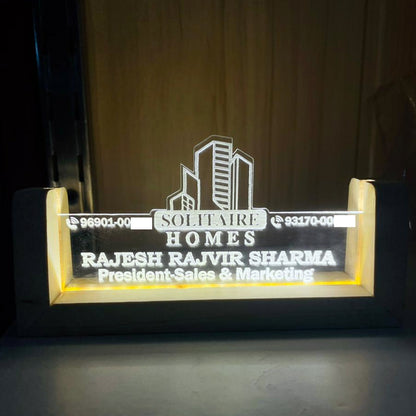 SOLITAIRE
96901-00 93170-00
HOMES
RAJESH RAJVIR SHARMA
President-Sales & Marketing